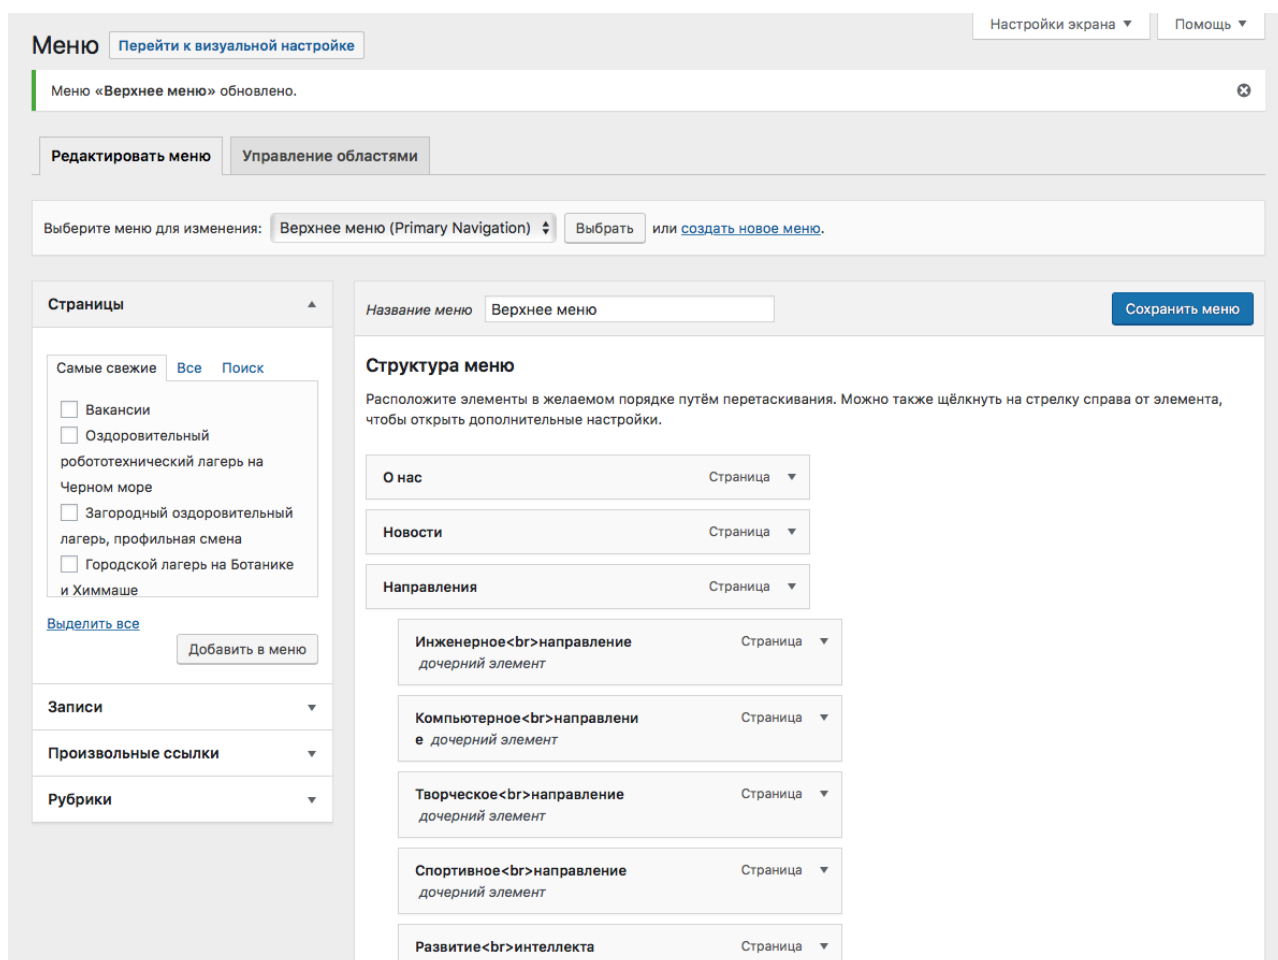 Настройки экрана ▼
Помощь ▼
Меню
Перейти к визуальной настройке
Меню «Верхнее меню» обновлено.
Редактировать меню
Управление областями
Выберите меню для изменения: Верхнее меню (Primary Navigation) Выбрать или создать новое меню.
Страницы
Самые свежие Все Поиск
Вакансии
Оздоровительный
робототехнический лагерь на
Черном море
Загородный оздоровительный
лагерь, профильная смена
Городской лагерь на Ботанике
и Химмаше
Выделить все
Добавить в меню
Записи
Произвольные ссылки
Рубрики
Название меню Верхнее меню Сохранить меню
Структура меню
Расположите элементы в желаемом порядке путём перетаскивания. Можно также щёлкнуть на стрелку справа от элемента,
чтобы открыть дополнительные настройки.
О нас Страница
Новости Страница
Направления Страница
Инженерное<br>направление Страница
дочерний элемент
Компьютерное<br>направлени Страница
е дочерний элемент
Творческое<br>направление Страница
дочерний элемент
Спортивное<br>направление Страница
дочерний элемент
Развитие<br>интеллекта Страница